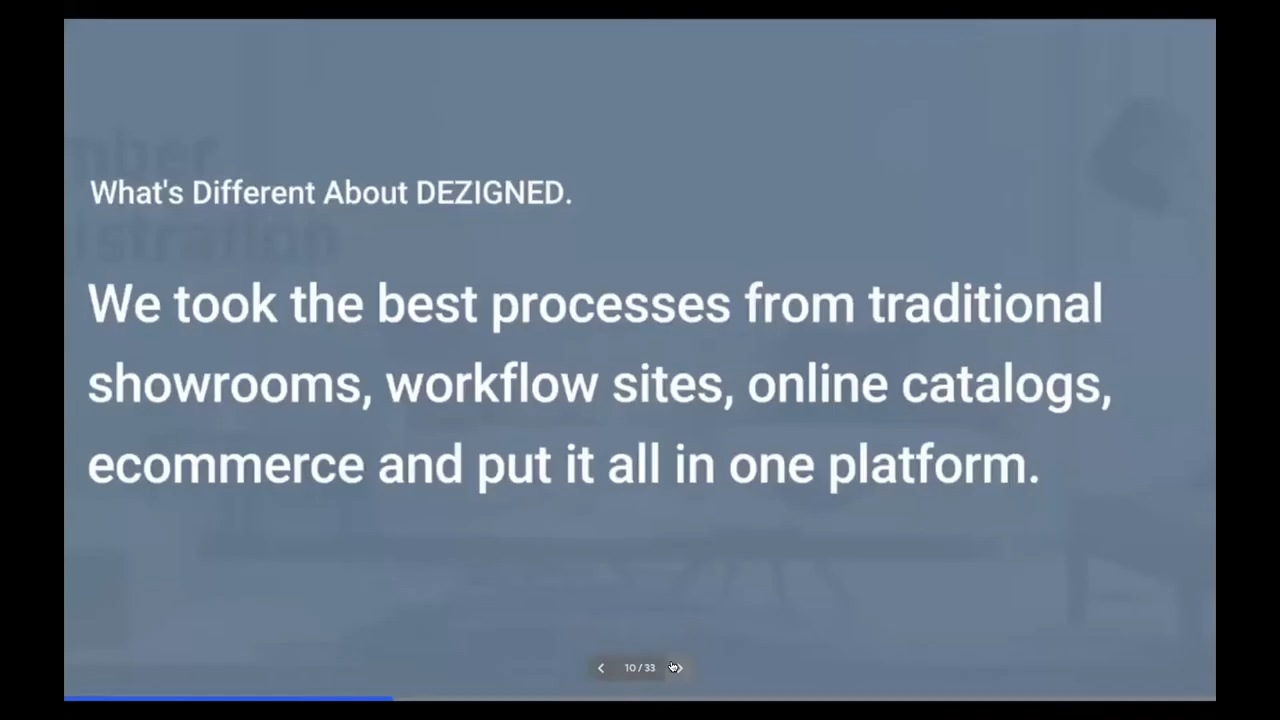 What's Different About DEZIGNED.
We took the best processes from traditional
showrooms, workflow sites, online catalogs,
ecommerce and put it all in one platform.
10 / 33